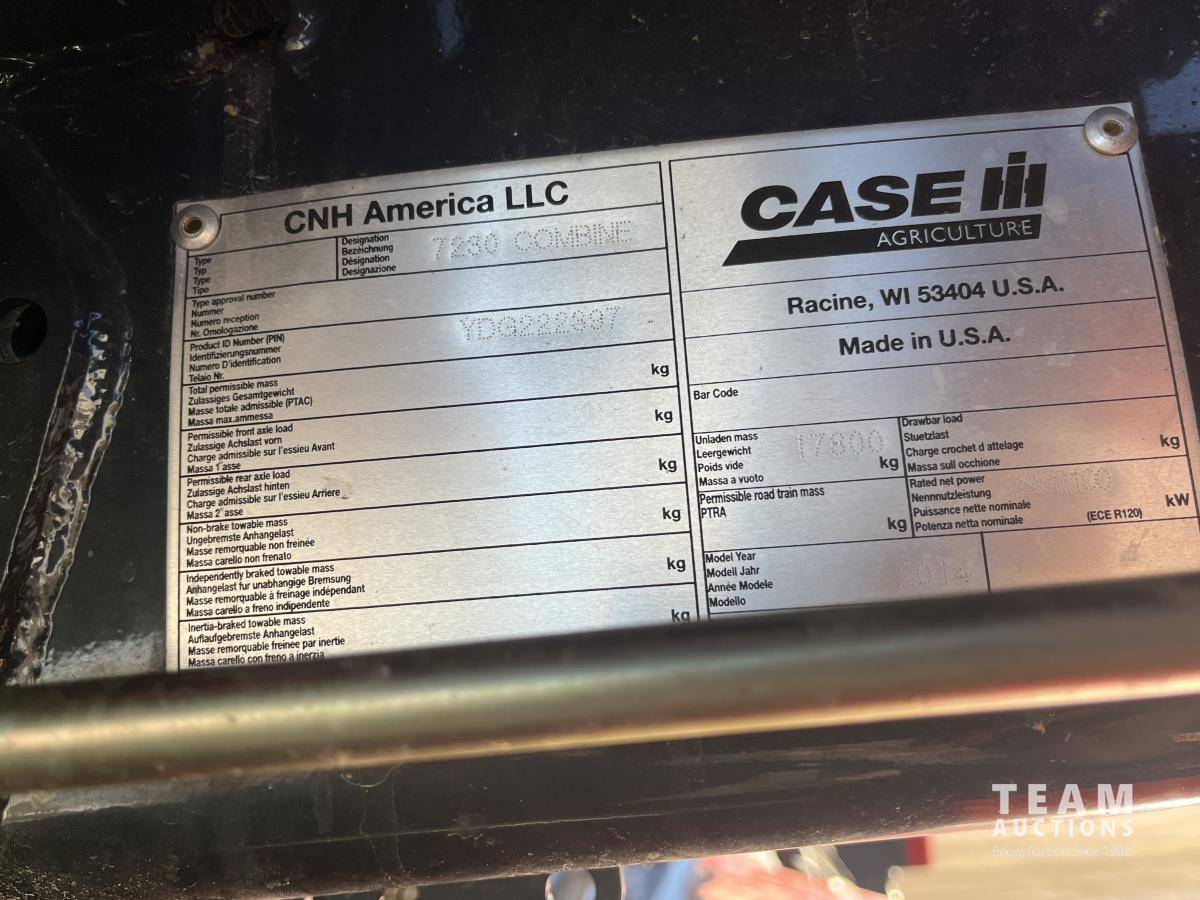 CNH America LLC
Type
Typ
Type
Tipo
Designation
Bezeichnung
Désignation
Designazione
7230 COMBINE
Type approval number
Nummer
Numero reception
Nr. Omologazione
Product ID Number (PIN)
Identifizierungsnummer
Numero D'identification
Telaio Nr.
Total permissible mass
Zulassiges Gesamtgewicht
Masse totale admissible (PTAC)
Massa max.ammessa
kg
Permissible front axle load
Zulassige Achslast vorn
Charge admissible sur l'essieu Avant
Massa 1° asse
kg
Permissible rear axle load
Zulassige Achslast hinten
Charge admissible sur l'essieu Arriere
Massa 2° asse
kg
Non-brake towable mass
Ungebremste Anhangelast
Masse remorquable non freinée
Massa carello non frenato
kg
Independently braked towable mass
Anhangelast fur unabhangige Bremsung
Masse remorquable à freinage indépendant
Massa carello a freno indipendente
kg
Inertia-braked towable mass
Auflaufgebremste Anhangelast
Masse remorquable freinée par inertie
Massa carello con freno a inerzia
kg
CASE IH
AGRICULTURE
Racine, WI 53404 U.S.A.
Made in U.S.A.
Bar Code
Unladen mass
Leergewicht
Poids vide
Massa a vuoto
17800
kg
Drawbar load
Stuetzlast
Charge crochet d attelage
Massa sull occhione
kg
Permissible road train mass
PTRA
kg
Rated net power
Nennnutzleistung
Puissance nette nominale
Potenza netta nominale
(ECE R120)
kW
Model Year
Modell Jahr
Année Modele
Modello
TEAM
AUCTIONS